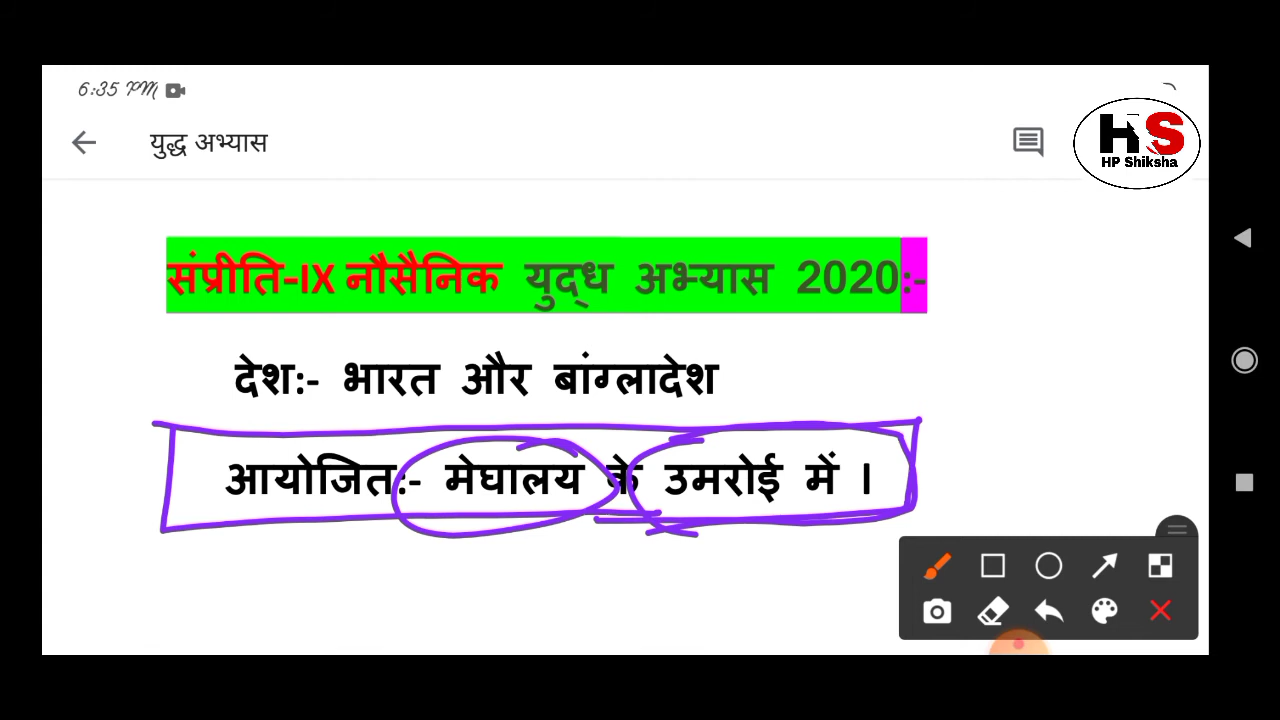 6:35 PM
युद्ध अभ्यास
HS
HP Shiksha
संप्रीति-IX नौसैनिक युद्ध अभ्यास 2020:-
देश:- भारत और बांग्लादेश
आयोजित:- मेघालय के उमरोई में ।